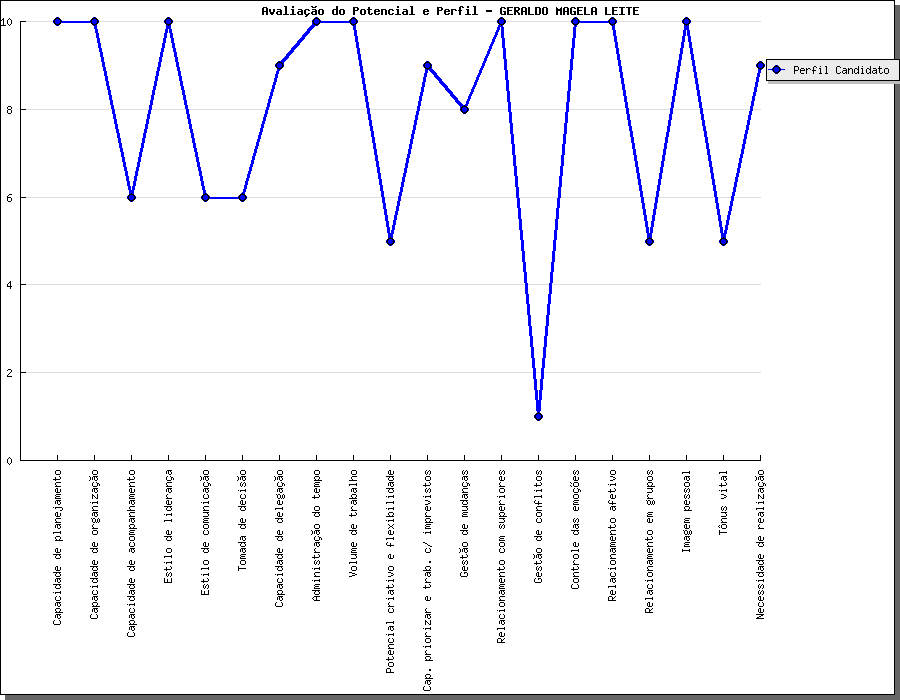 Avaliação do Potencial e Perfil - GERALDO MAGELA LEITE
10
8
6
4
2
0
Perfil Candidato
Capacidade de planejamento
Capacidade de organização
Capacidade de acompanhamento
Estilo de liderança
Estilo de comunicação
Tomada de decisão
Capacidade de delegação
Administração do tempo
Volume de trabalho
Potencial criativo e flexibilidade
Cap. priorizar e trab. c/ imprevistos
Gestão de mudanças
Relacionamento com superiores
Gestão de conflitos
Controle das emoções
Relacionamento afetivo
Relacionamento em grupos
Imagem pessoal
Tônus vital
Necessidade de realização